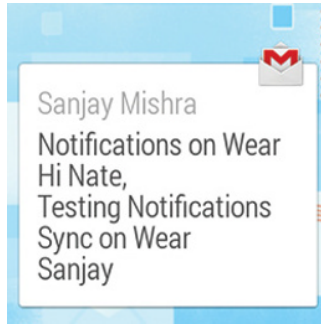 Sanjay Mishra
Notifications on Wear
Hi Nate,
Testing Notifications
Sync on Wear
Sanjay